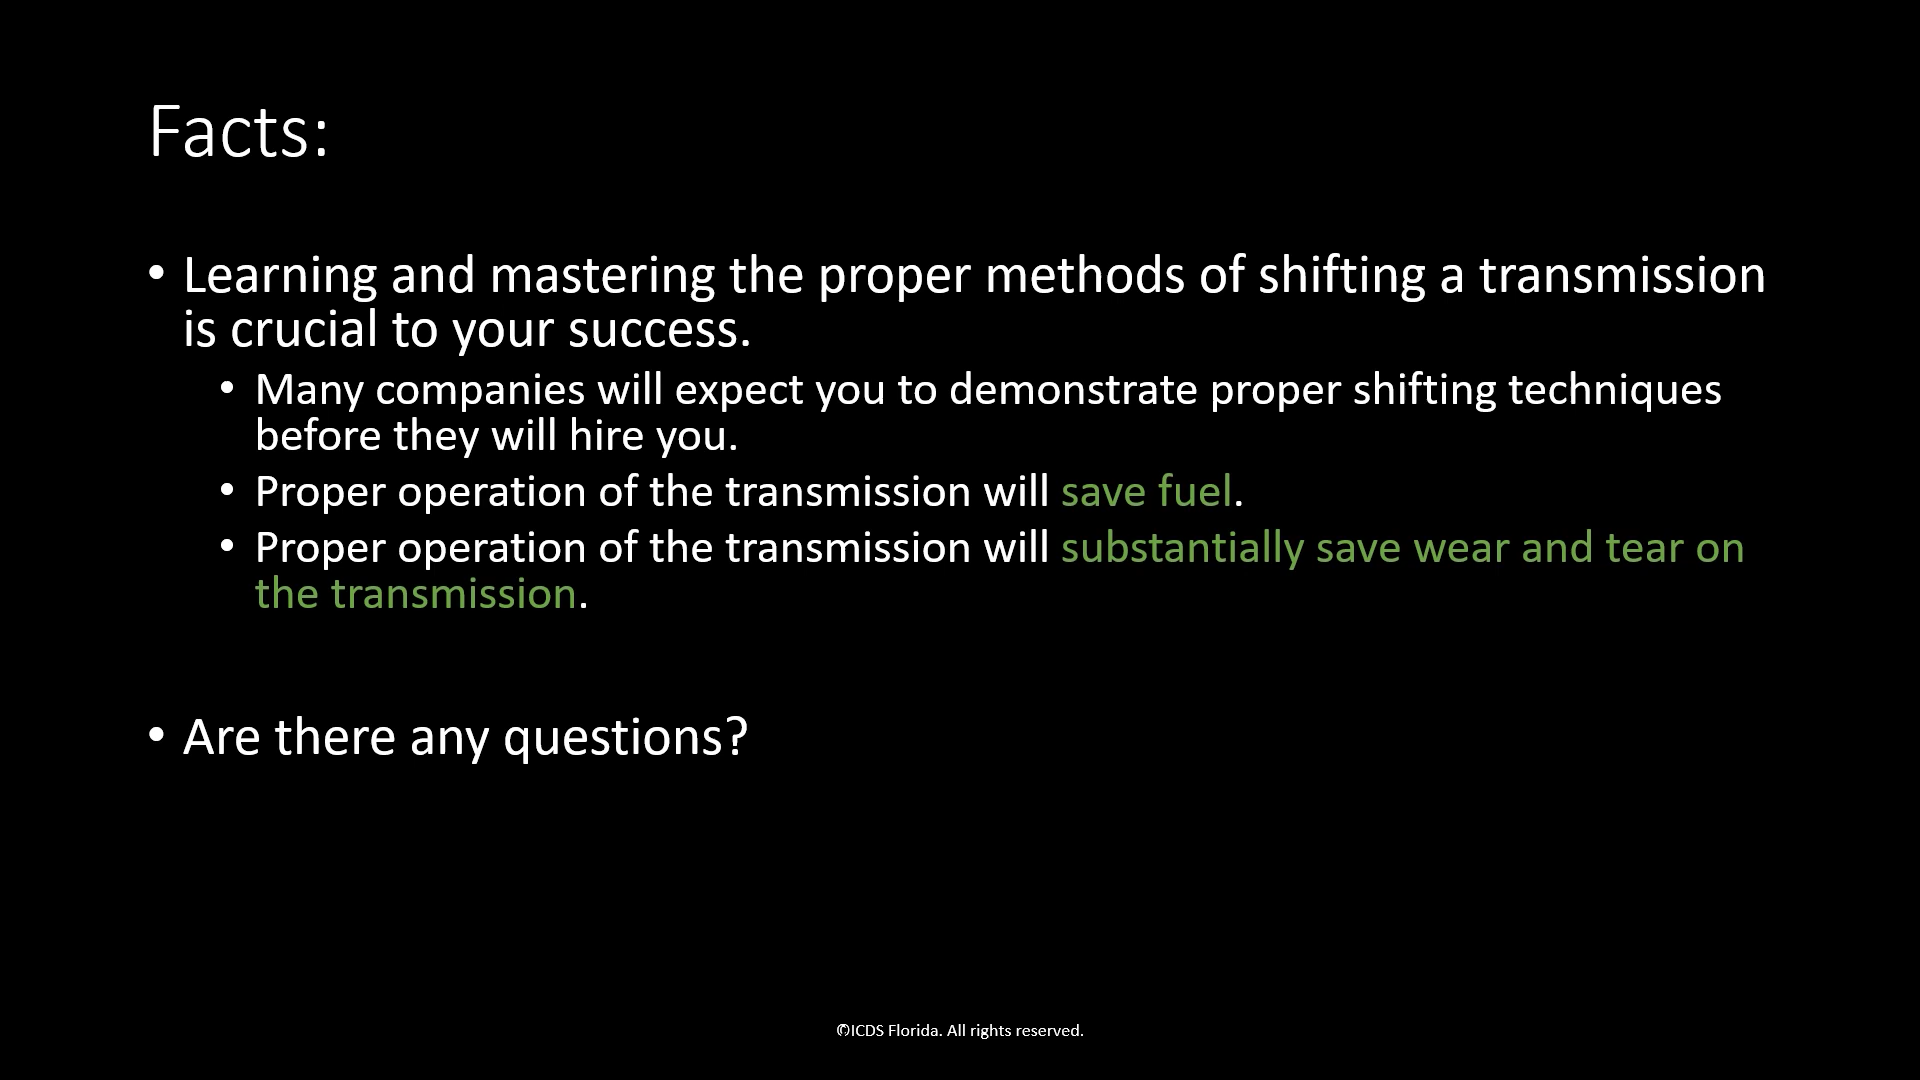 Facts:
• Learning and mastering the proper methods of shifting a transmission
is crucial to your success.
• Many companies will expect you to demonstrate proper shifting techniques
before they will hire you.
• Proper operation of the transmission will save fuel.
• Proper operation of the transmission will substantially save wear and tear on
the transmission.
• Are there any questions?
©ICDS Florida. All rights reserved.